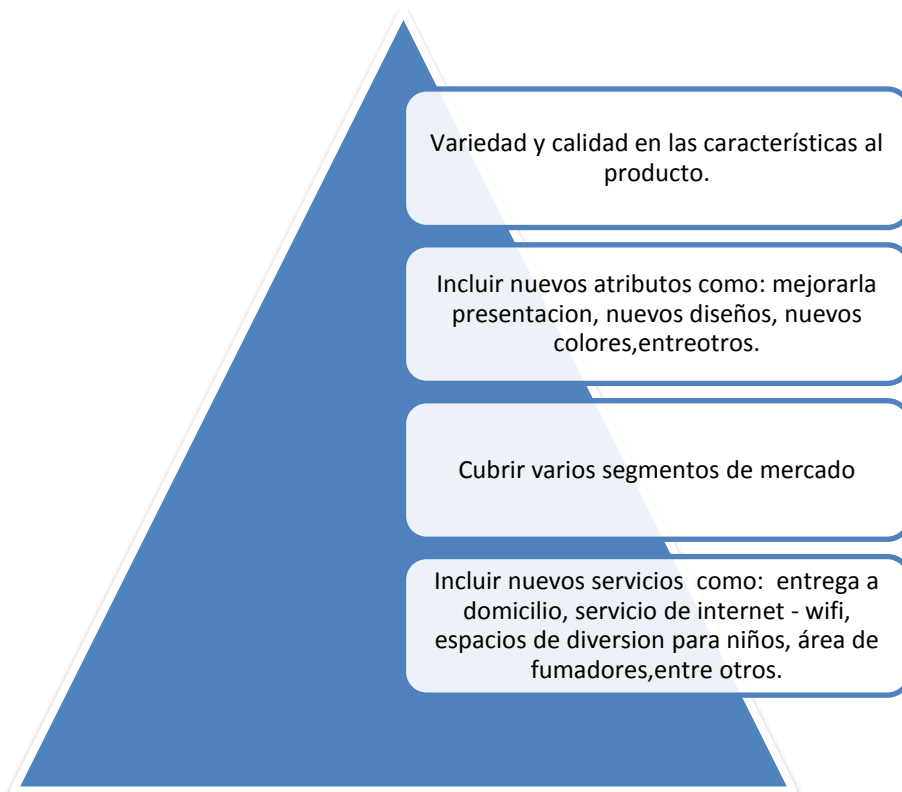 Variedad y calidad en las características al
producto.
Incluir nuevos atributos como: mejorarla
presentacion, nuevos diseños, nuevos
colores,entreotros.
Cubrir varios segmentos de mercado
Incluir nuevos servicios  como:  entrega a
domicilio, servicio de internet - wifi,
espacios de diversion para niños, área de
fumadores,entre otros.